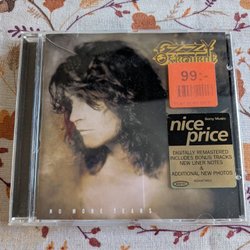 OZZY
Osbourne
99:-
Sony Music
nice
price
DIGITALLY REMASTERED
INCLUDES BONUS TRACKS
NEW LINER NOTES
&
ADDITIONAL NEW PHOTOS
NO MORE TEARS